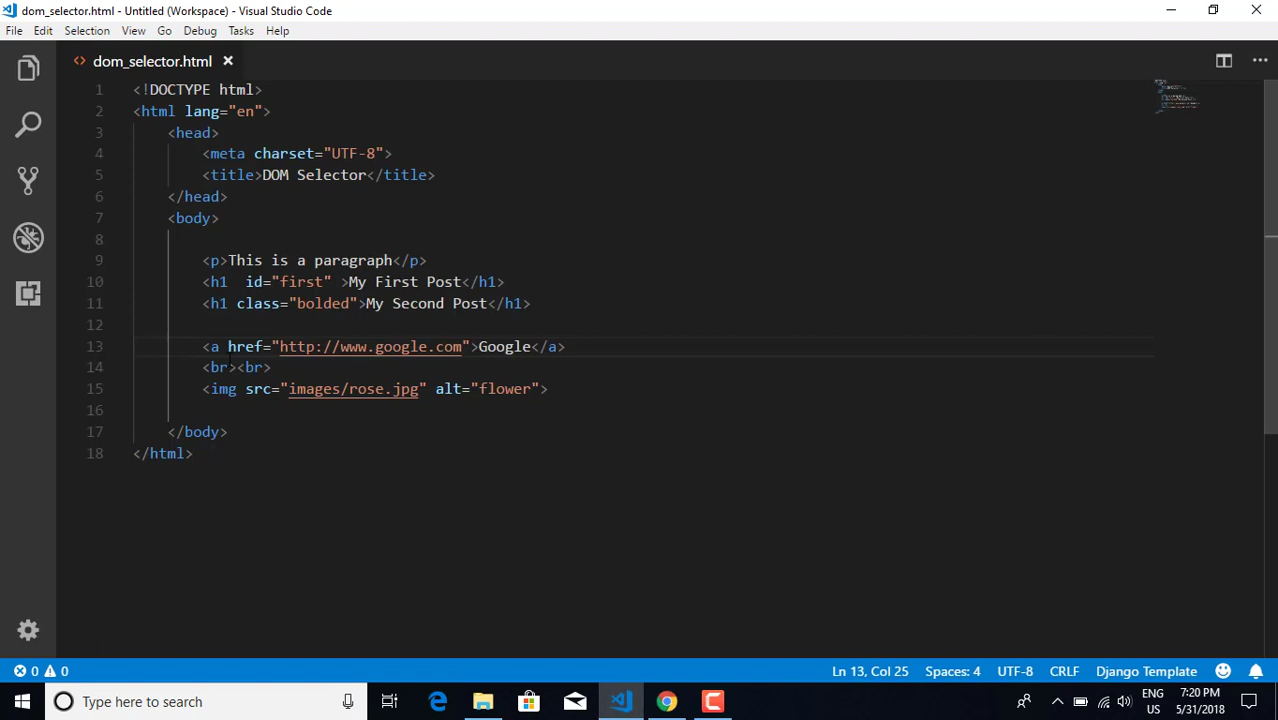 dom_selector.html - Untitled (Workspace) - Visual Studio Code
File Edit Selection View Go Debug Tasks Help
dom_selector.html
1 <!DOCTYPE html>
2 <html lang="en">
3 <head>
4 <meta charset="UTF-8">
5 <title>DOM Selector</title>
6 </head>
7 <body>
8
9 <p>This is a paragraph</p>
10 <h1  id="first" >My First Post</h1>
11 <h1 class="bolded">My Second Post</h1>
12
13 <a href="http://www.google.com">Google</a>
14 <br><br>
15 <img src="images/rose.jpg" alt="flower">
16
17 </body>
18 </html>
0 0 Ln 13, Col 25 Spaces: 4 UTF-8 CRLF Django Template
Type here to search
ENG 7:20 PM
US 5/31/2018